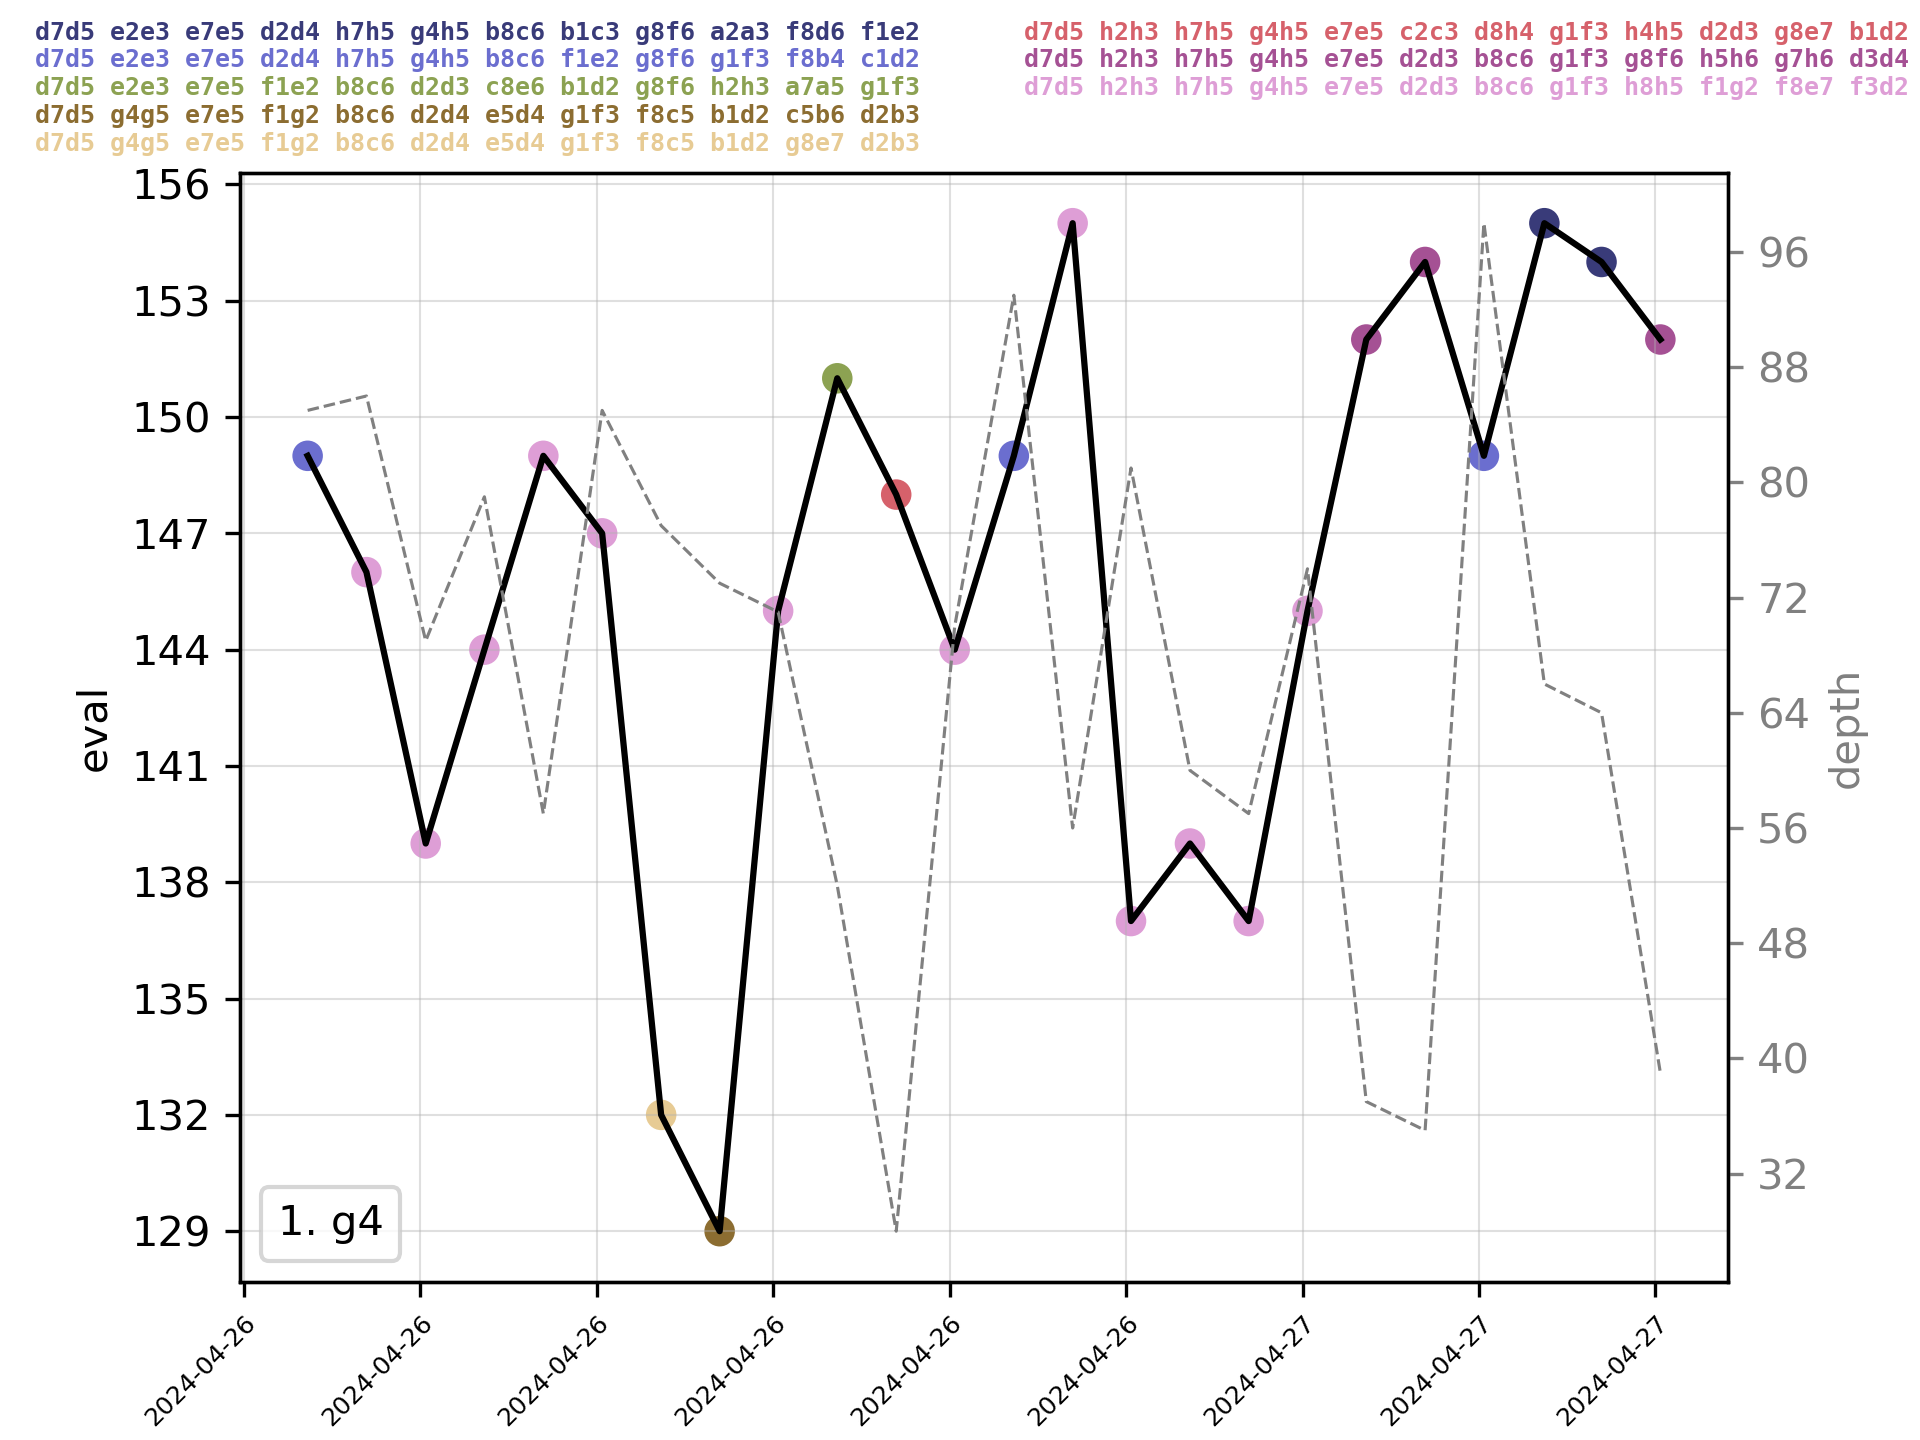 d7d5 e2e3 e7e5 d2d4 h7h5 g4h5 b8c6 b1c3 g8f6 a2a3 f8d6 f1e2
d7d5 e2e3 e7e5 d2d4 h7h5 g4h5 b8c6 f1e2 g8f6 g1f3 f8b4 c1d2
d7d5 e2e3 e7e5 f1e2 b8c6 d2d3 c8e6 b1d2 g8f6 h2h3 a7a5 g1f3
d7d5 g4g5 e7e5 f1g2 b8c6 d2d4 e5d4 g1f3 f8c5 b1d2 c5b6 d2b3
d7d5 g4g5 e7e5 f1g2 b8c6 d2d4 e5d4 g1f3 f8c5 b1d2 g8e7 d2b3
d7d5 h2h3 h7h5 g4h5 e7e5 c2c3 d8h4 g1f3 h4h5 d2d3 g8e7 b1d2
d7d5 h2h3 h7h5 g4h5 e7e5 d2d3 b8c6 g1f3 g8f6 h5h6 g7h6 d3d4
d7d5 h2h3 h7h5 g4h5 e7e5 d2d3 b8c6 g1f3 h8h5 f1g2 f8e7 f3d2
156
153
150
147
144
141
138
135
132
129
eval
96
88
80
72
64
56
48
40
32
depth
1. g4
2024-04-26
2024-04-26
2024-04-26
2024-04-26
2024-04-26
2024-04-26
2024-04-27
2024-04-27
2024-04-27